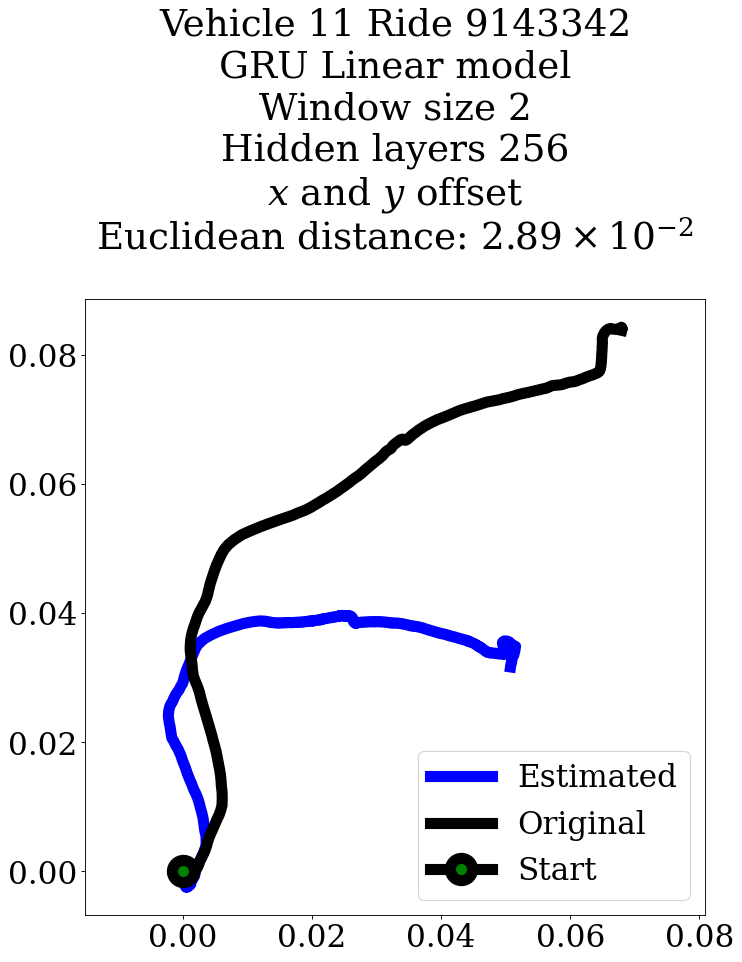 Vehicle 11 Ride 9143342
GRU Linear model
Window size 2
Hidden layers 256
x and y offset
Euclidean distance: 2.89 × 10⁻²
0.08
0.06
0.04
0.02
0.00
Estimated
Original
Start
0.00 0.02 0.04 0.06 0.08